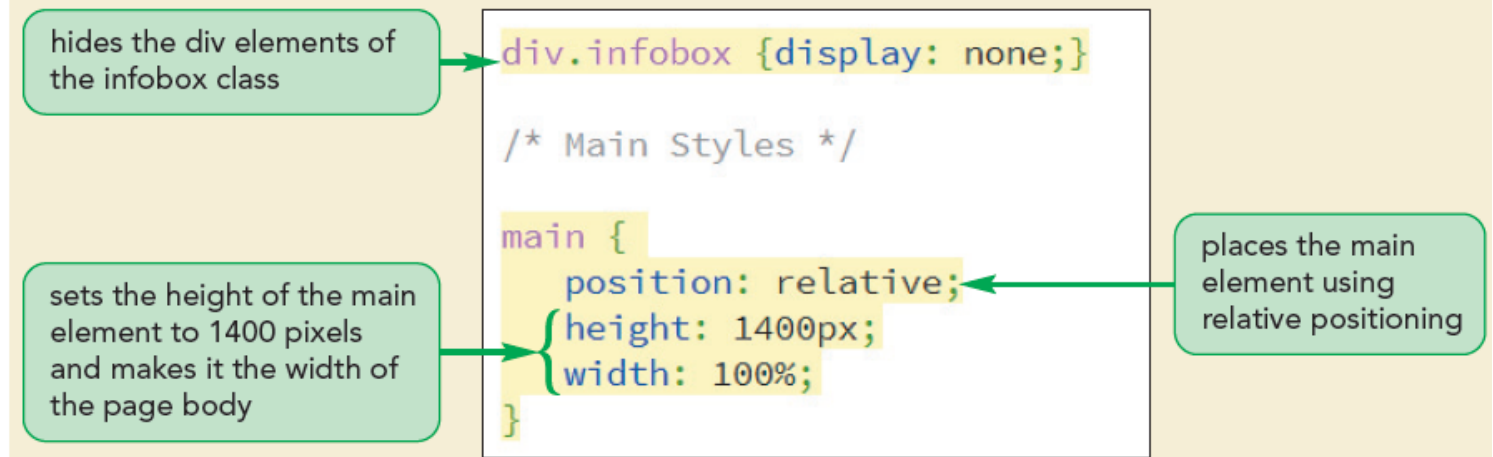 hides the div elements of
the infobox class
div.infobox {display: none;}
/* Main Styles */
main {
position: relative;
height: 1400px;
width: 100%;
}
sets the height of the main
element to 1400 pixels
and makes it the width of
the page body
places the main
element using
relative positioning